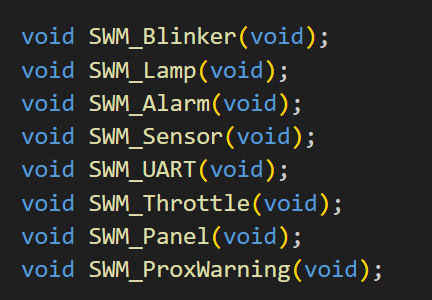 void SWM_Blinker(void);
void SWM_Lamp(void);
void SWM_Alarm(void);
void SWM_Sensor(void);
void SWM_UART(void);
void SWM_Throttle(void);
void SWM_Panel(void);
void SWM_ProxWarning(void);